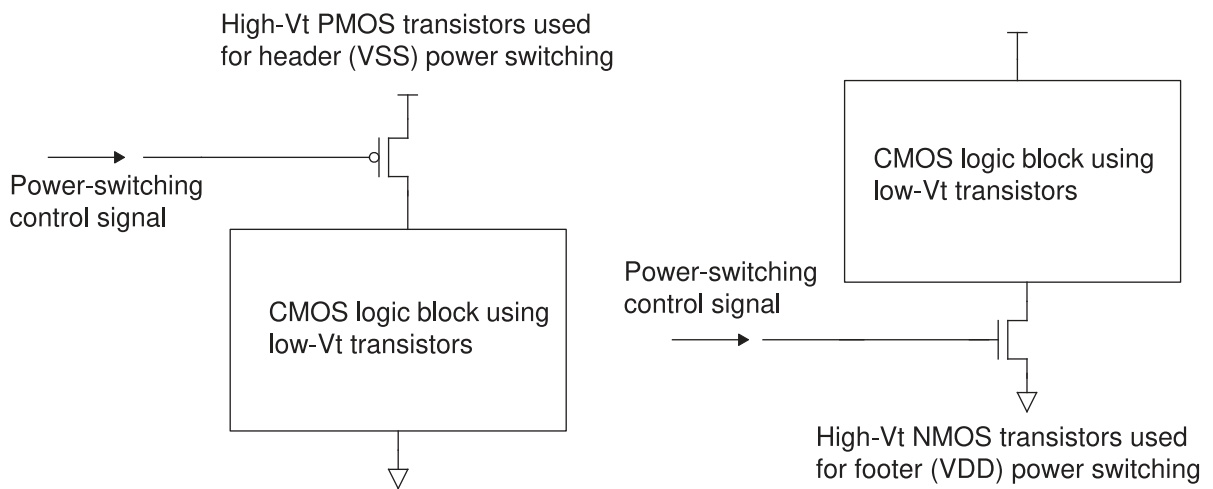 High-Vt PMOS transistors used
for header (VSS) power switching
Power-switching
control signal
CMOS logic block using
low-Vt transistors
CMOS logic block using
low-Vt transistors
Power-switching
control signal
High-Vt NMOS transistors used
for footer (VDD) power switching